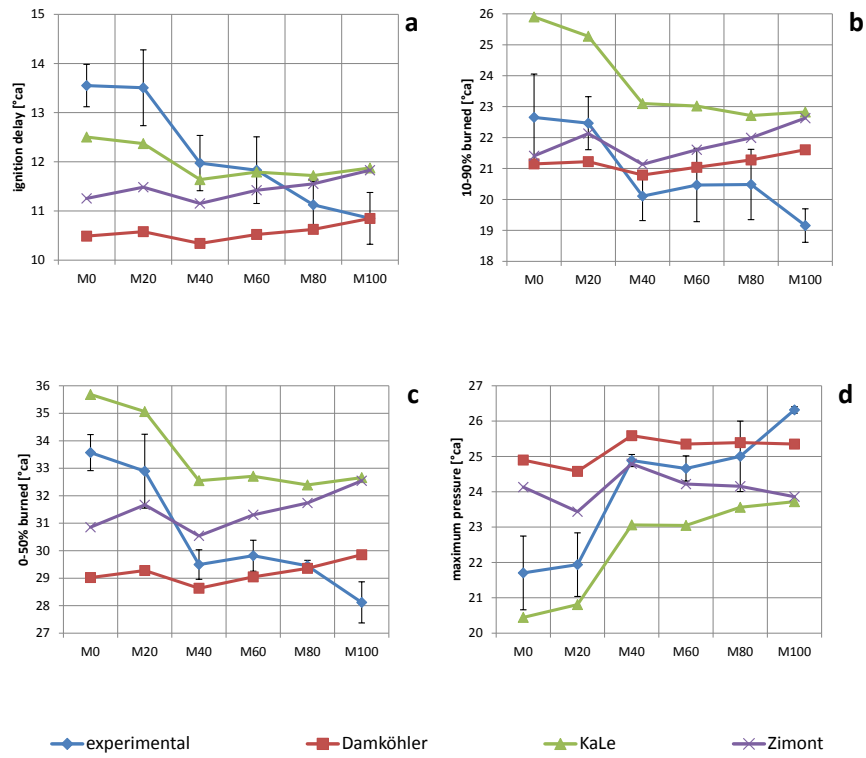 a
ignition delay [°ca]
15
14
13
12
11
10
M0 M20 M40 M60 M80 M100
b
10-90% burned [°ca]
26
25
24
23
22
21
20
19
18
M0 M20 M40 M60 M80 M100
c
0-50% burned [°ca]
36
35
34
33
32
31
30
29
28
27
M0 M20 M40 M60 M80 M100
d
maximum pressure [°ca]
27
26
25
24
23
22
21
20
M0 M20 M40 M60 M80 M100
experimental Damköhler KaLe Zimont